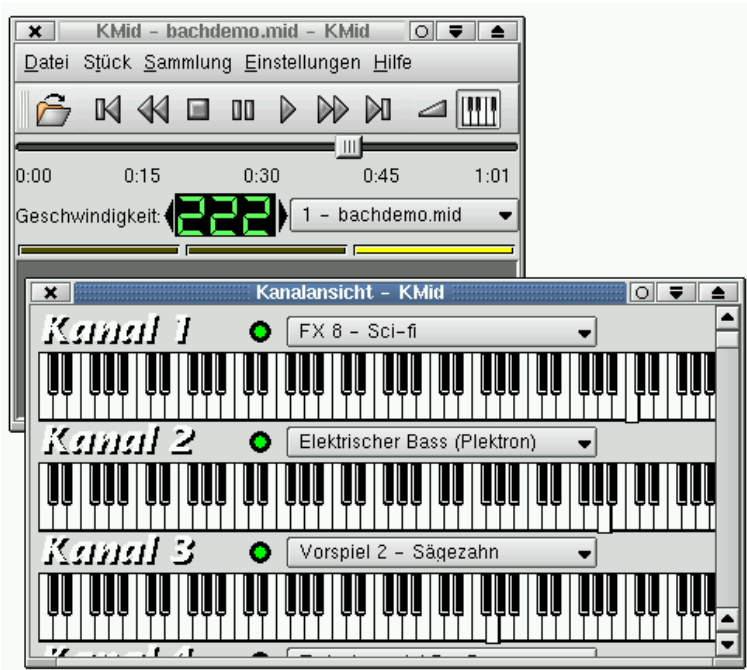 KMid - bachdemo.mid - KMid
Datei Stück Sammlung Einstellungen Hilfe
0:00 0:15 0:30 0:45 1:01
Geschwindigkeit: 222 1 - bachdemo.mid
Kanalansicht - KMid
Kanal 1 FX 8 - Sci-fi
Kanal 2 Elektrischer Bass (Plektron)
Kanal 3 Vorspiel 2 - Sägezahn